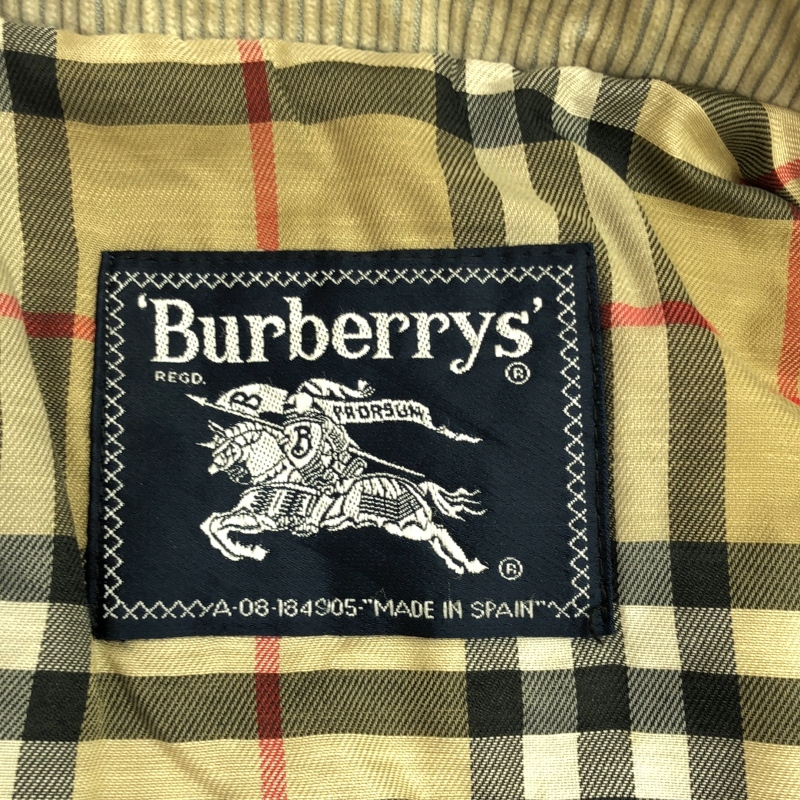 'Burberrys'
REGD. ®
B PRORSUM
B
®
A-08-184905-"MADE IN SPAIN"